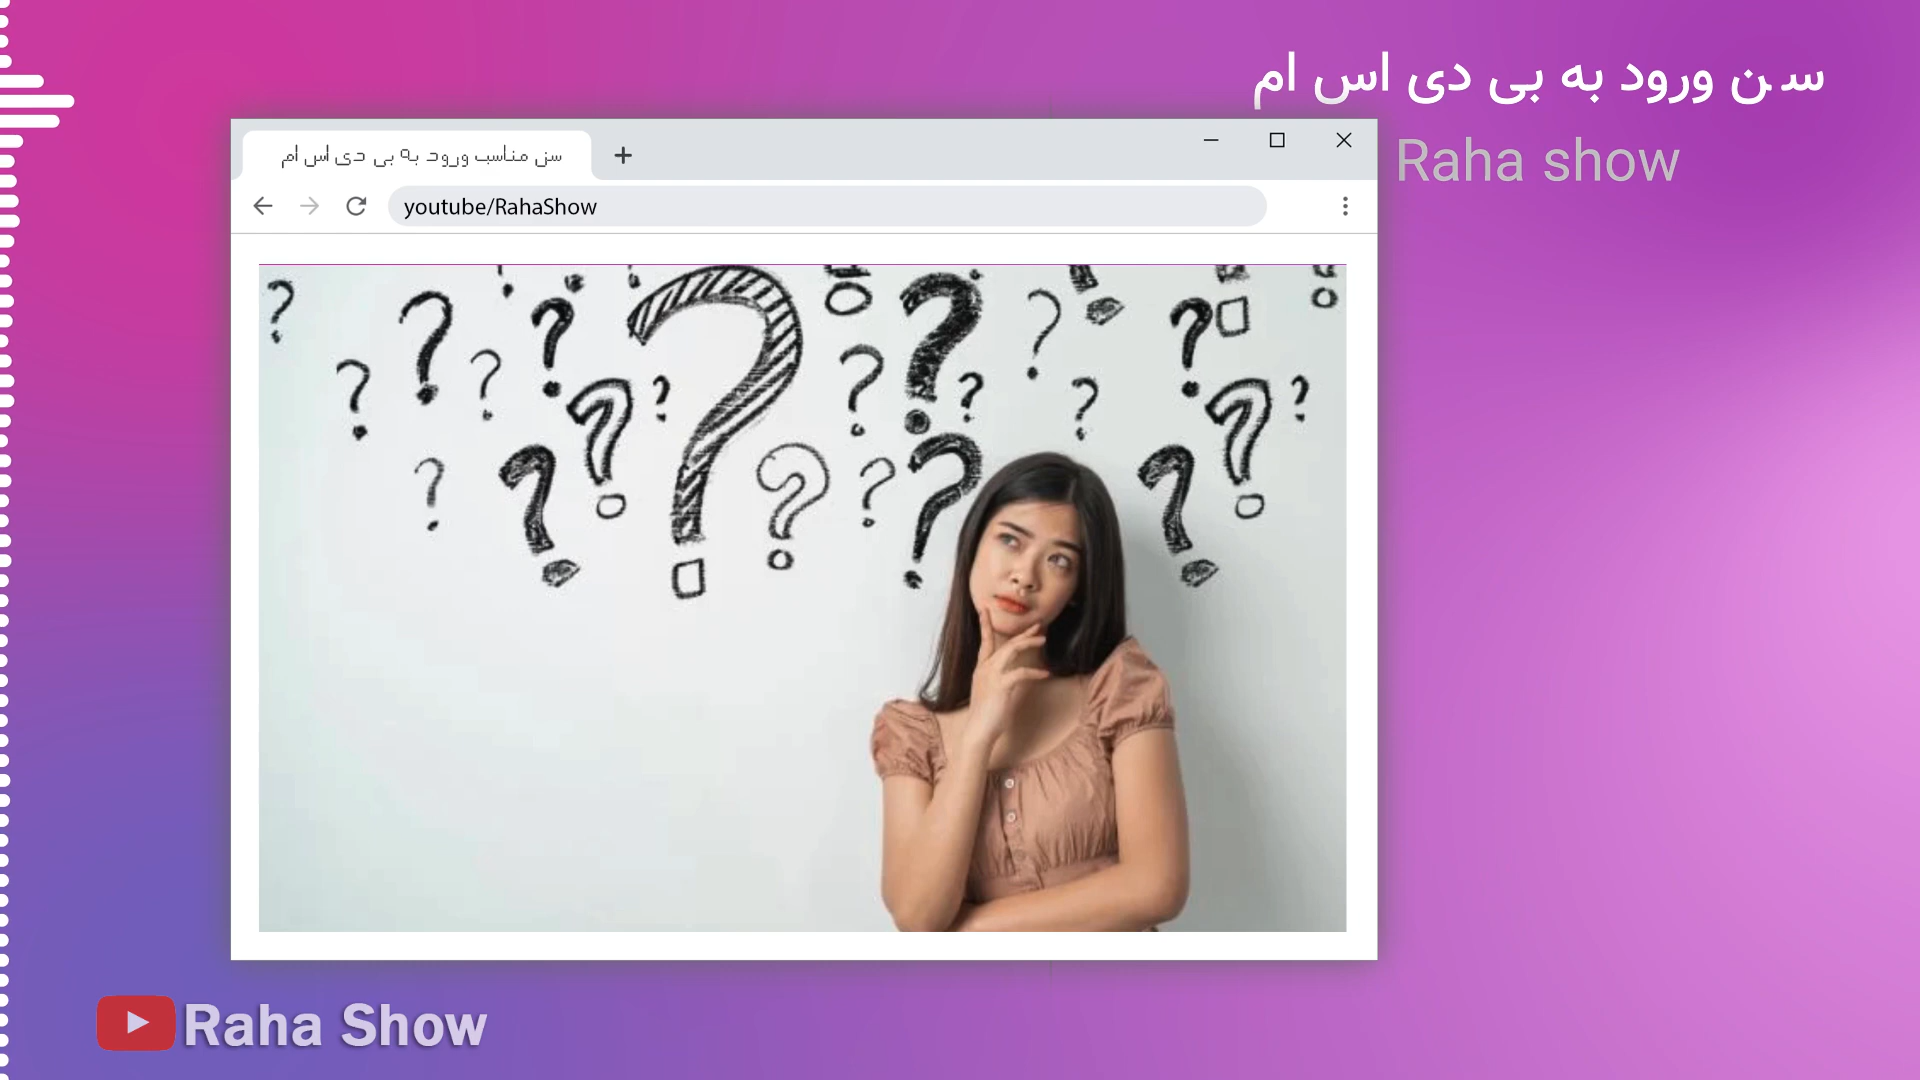 سن ورود به بی دی اس ام
Raha show
سن مناسب ورود به بی دی اس ام
youtube/RahaShow
Raha Show